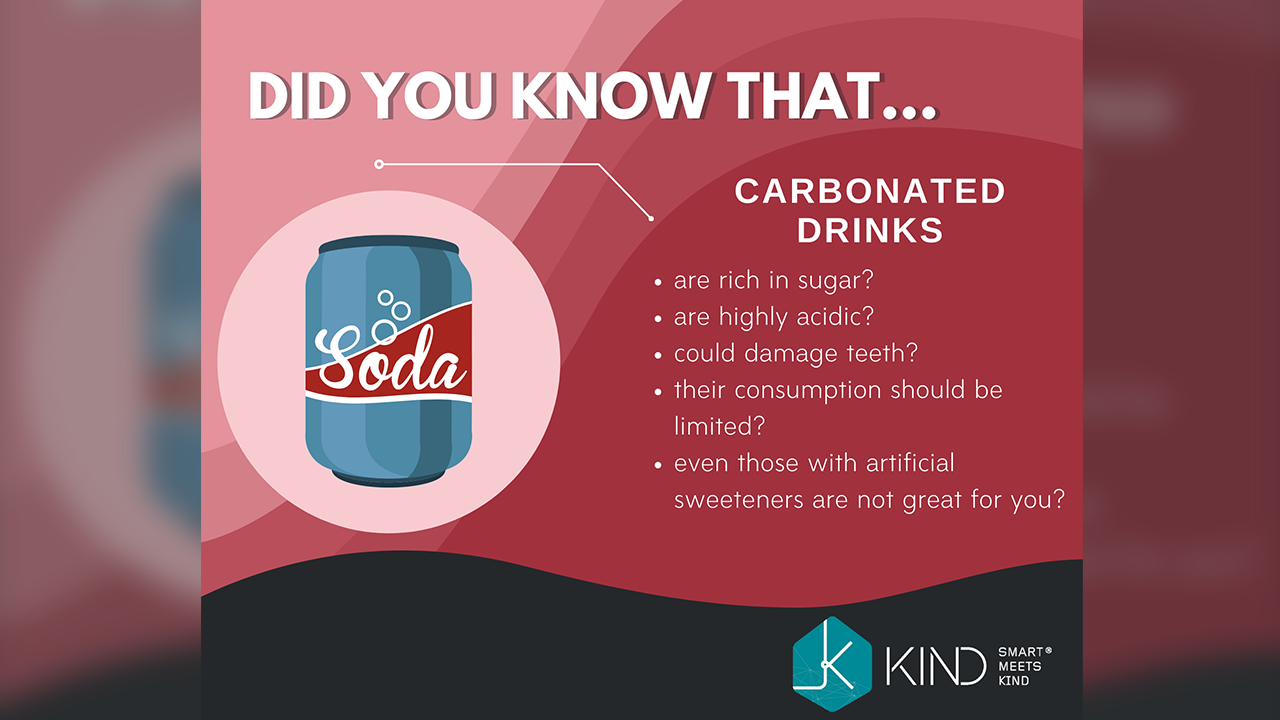 DID YOU KNOW THAT...
CARBONATED
DRINKS
• are rich in sugar?
• are highly acidic?
• could damage teeth?
• their consumption should be
limited?
• even those with artificial
sweeteners are not great for you?
Soda
KIND
SMART®
MEETS
KIND